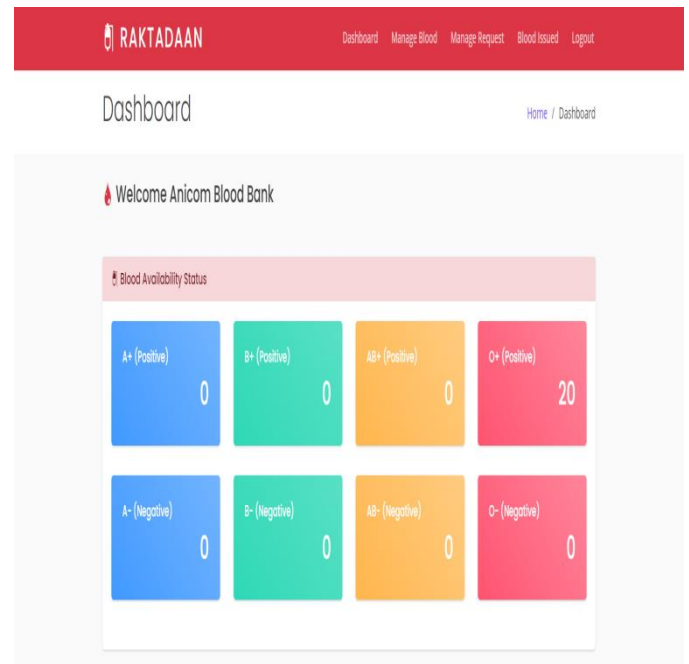 RAKTADAAN Dashboard Manage Blood Manage Request Blood Issued Logout
Dashboard Home / Dashboard
Welcome Anicom Blood Bank
Blood Availability Status
A+ (Positive) B+ (Positive) AB+ (Positive) O+ (Positive)
0 0 0 20
A- (Negative) B- (Negative) AB- (Negative) O- (Negative)
0 0 0 0